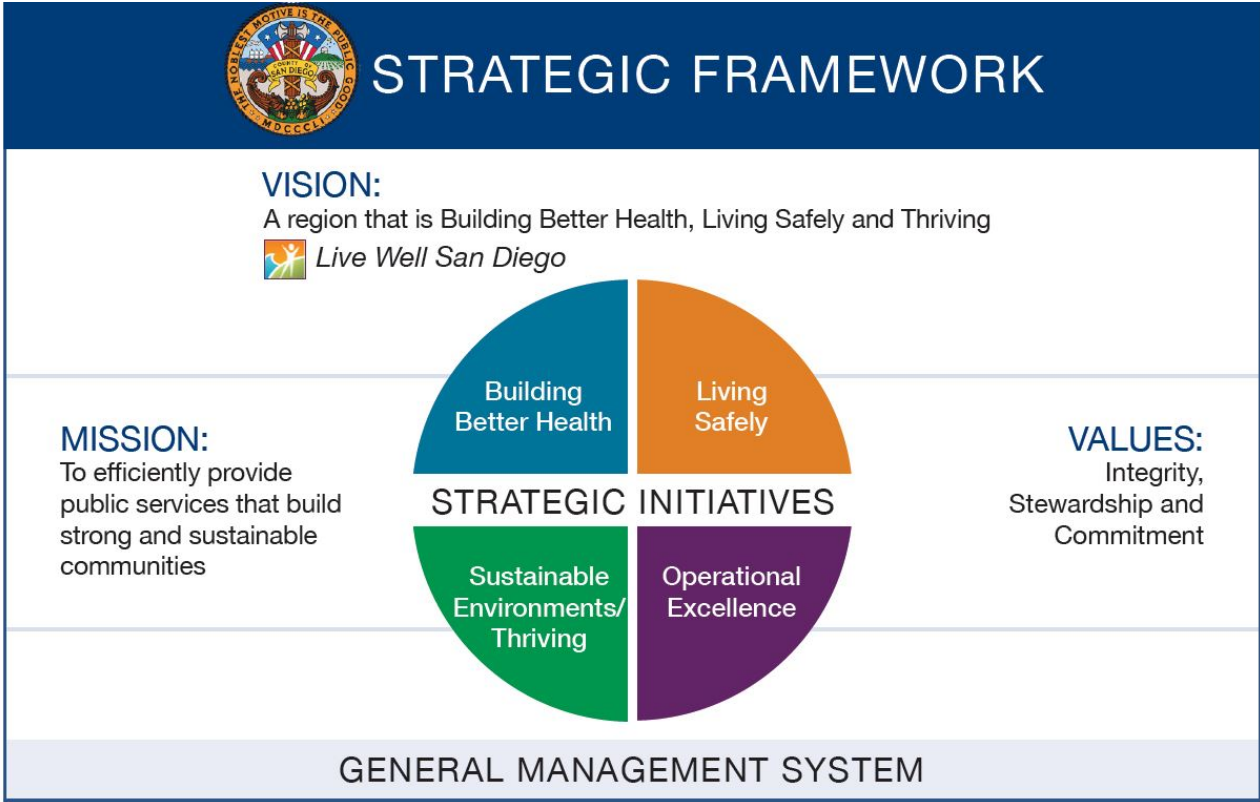 THE NOBLEST MOTIVE IS THE PUBLIC GOOD
COUNTY OF
SAN DIEGO
MDCCCLII
STRATEGIC FRAMEWORK
VISION:
A region that is Building Better Health, Living Safely and Thriving
Live Well San Diego
Building
Better Health
Living
Safely
MISSION:
To efficiently provide
public services that build
strong and sustainable
communities
VALUES:
Integrity,
Stewardship and
Commitment
STRATEGIC INITIATIVES
Sustainable
Environments/
Thriving
Operational
Excellence
GENERAL MANAGEMENT SYSTEM